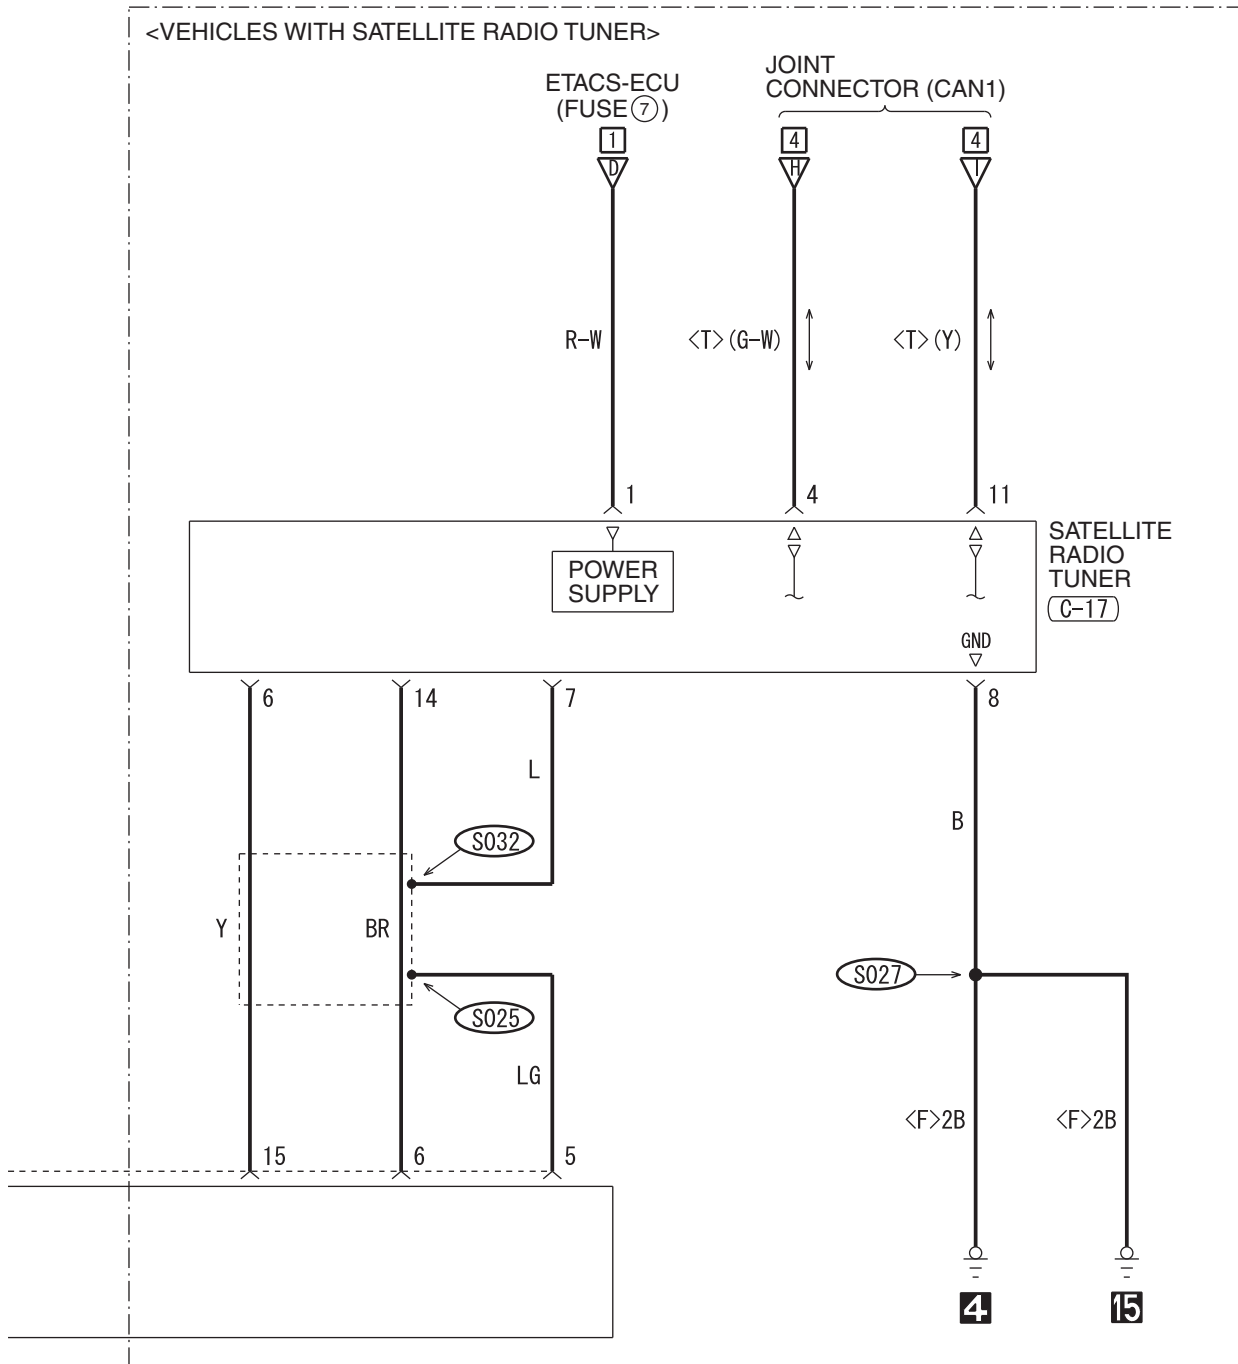 <VEHICLES WITH SATELLITE RADIO TUNER>
ETACS-ECU
(FUSE⑦)
JOINT
CONNECTOR (CAN1)
1
4
4
D
H
I
R-W
<T>(G-W)
<T>(Y)
1
4
11
POWER
SUPPLY
SATELLITE
RADIO
TUNER
C-17
GND
6
14
7
8
L
B
S032
Y
BR
S027
S025
LG
<F>2B
<F>2B
15
6
5
4
15